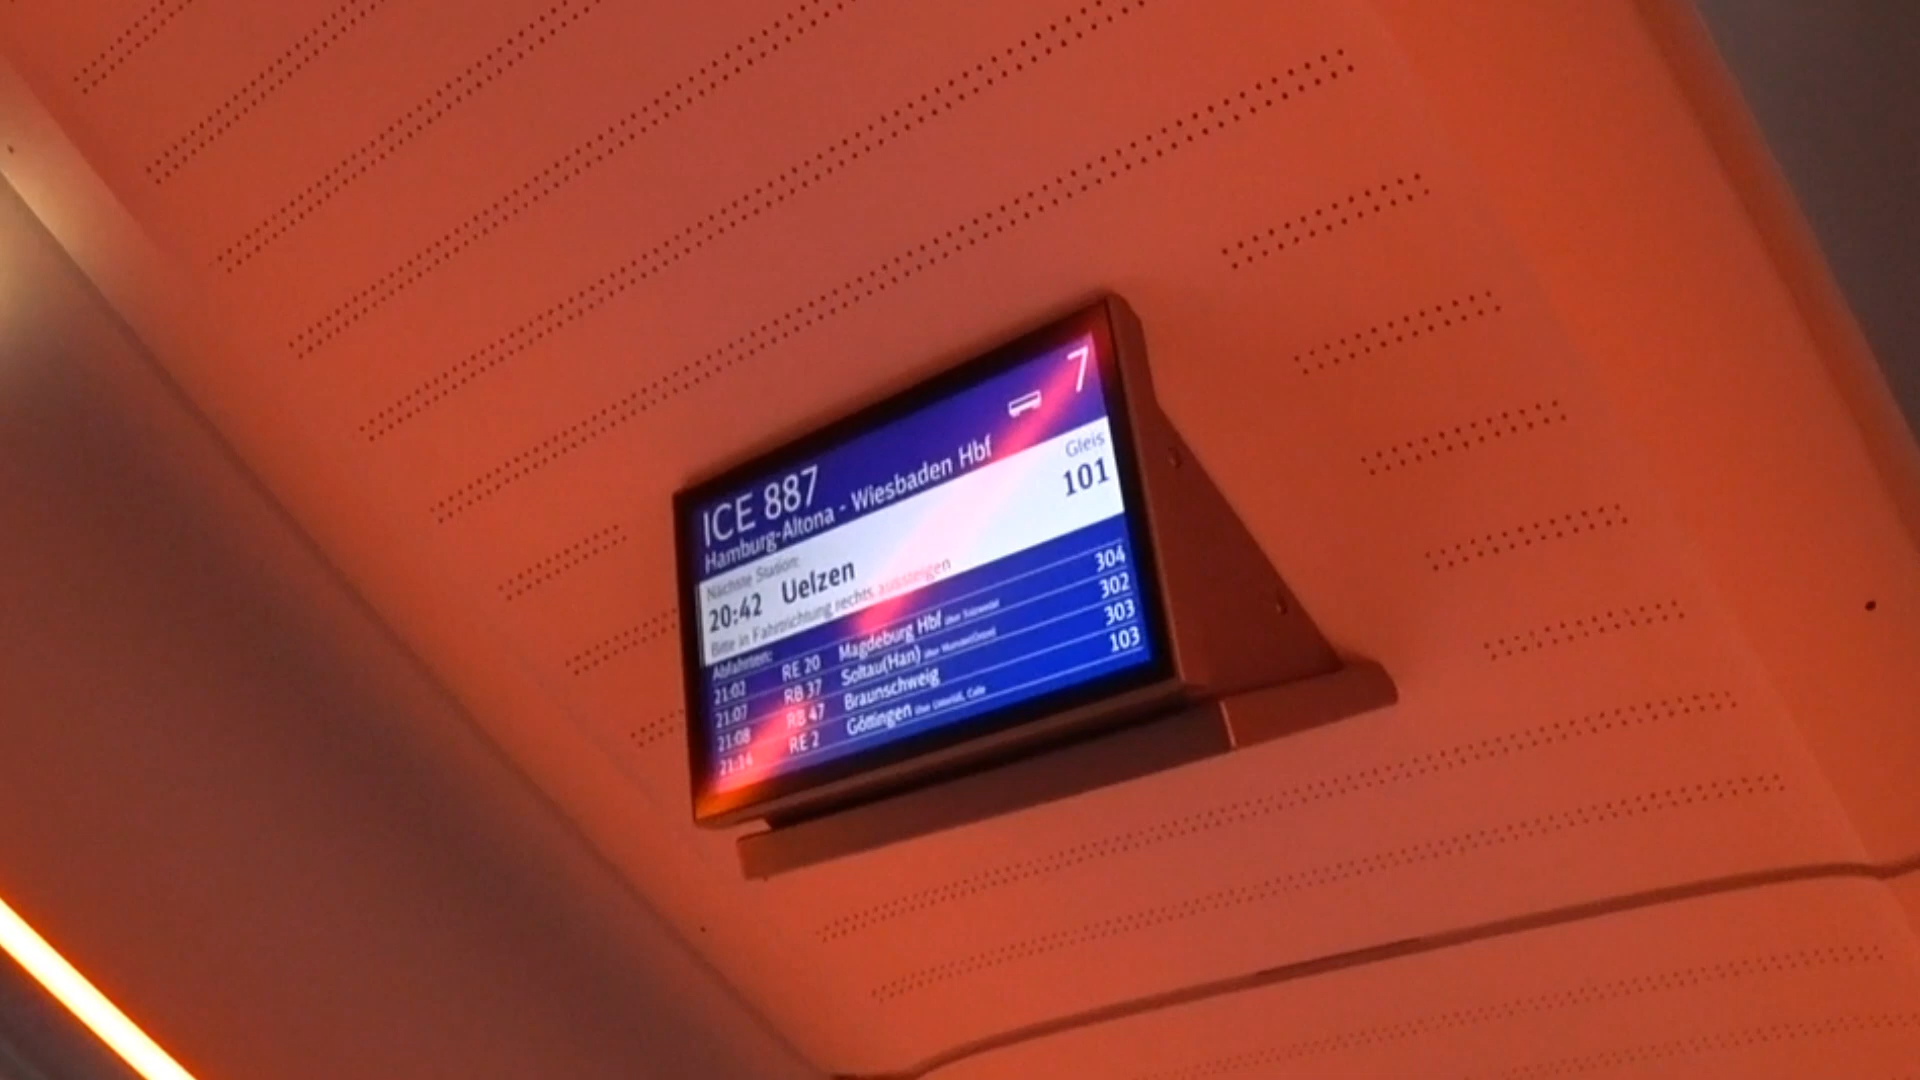 7
ICE 887
Hamburg-Altona - Wiesbaden Hbf
Nächste Station: Gleis
20:42 Uelzen 101
Bitte in Fahrtrichtung rechts aussteigen
Abfahrten:
21:02 RE 20 Magdeburg Hbf über Salzwedel 304
21:07 RB 37 Soltau(Han) 302
21:08 RB 47 Braunschweig 303
21:14 RE 2 Göttingen 103